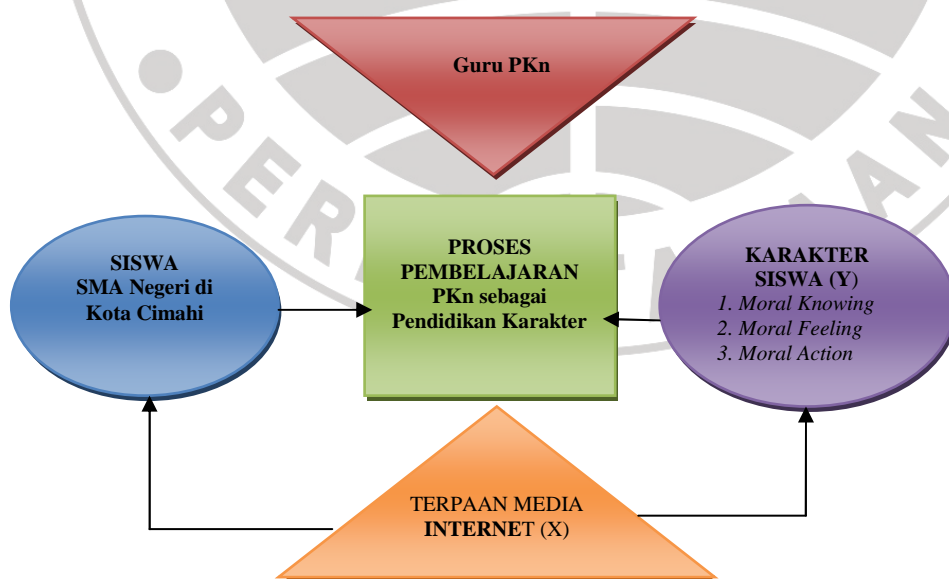 Guru PKn
SISWA
SMA Negeri di
Kota Cimahi
PROSES
PEMBELAJARAN
PKn sebagai
Pendidikan Karakter
KARAKTER
SISWA (Y)
1. Moral Knowing
2. Moral Feeling
3. Moral Action
TERPAAN MEDIA
INTERNET (X)